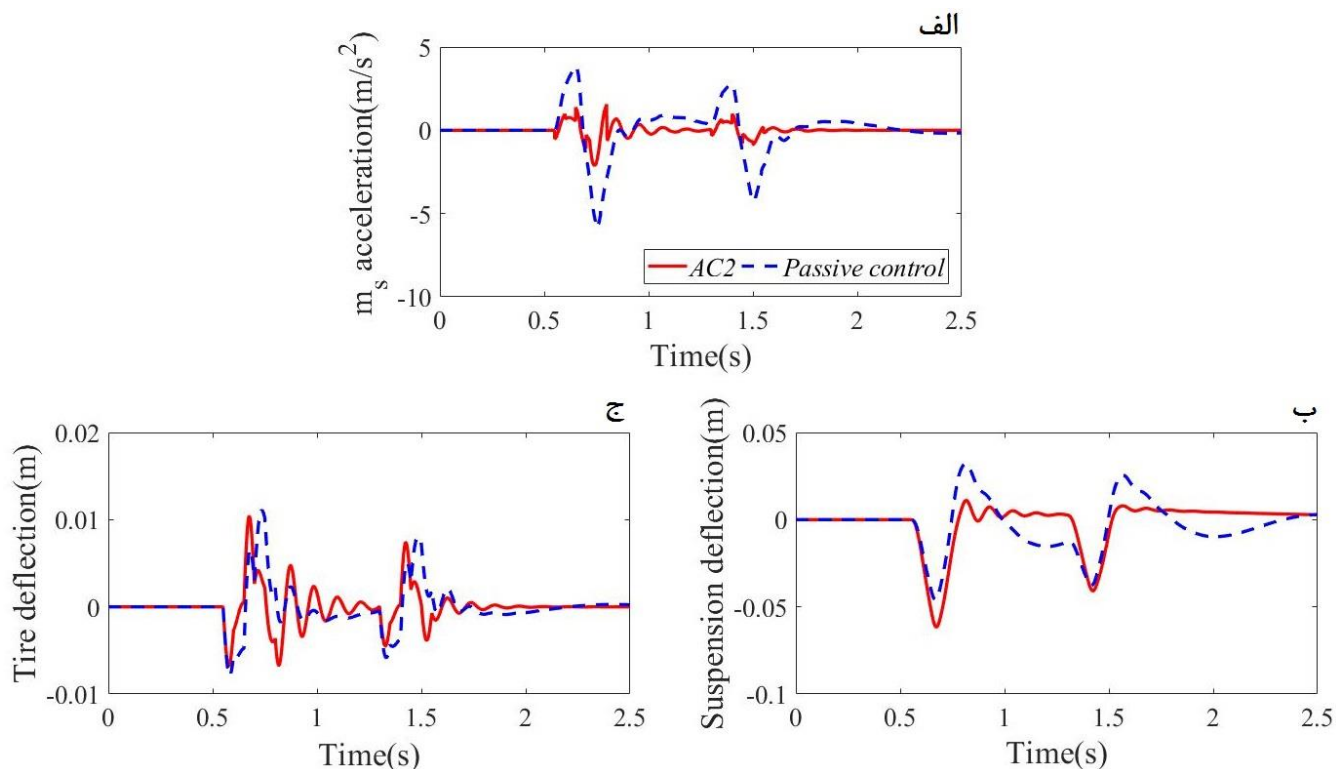 الف
m_s acceleration(m/s²)
5
0
-5
-10
AC2 Passive control
0 0.5 1 1.5 2 2.5
Time(s)
ج
Tire deflection(m)
0.02
0.01
0
-0.01
0 0.5 1 1.5 2 2.5
Time(s)
ب
Suspension deflection(m)
0.05
0
-0.05
-0.1
0 0.5 1 1.5 2 2.5
Time(s)